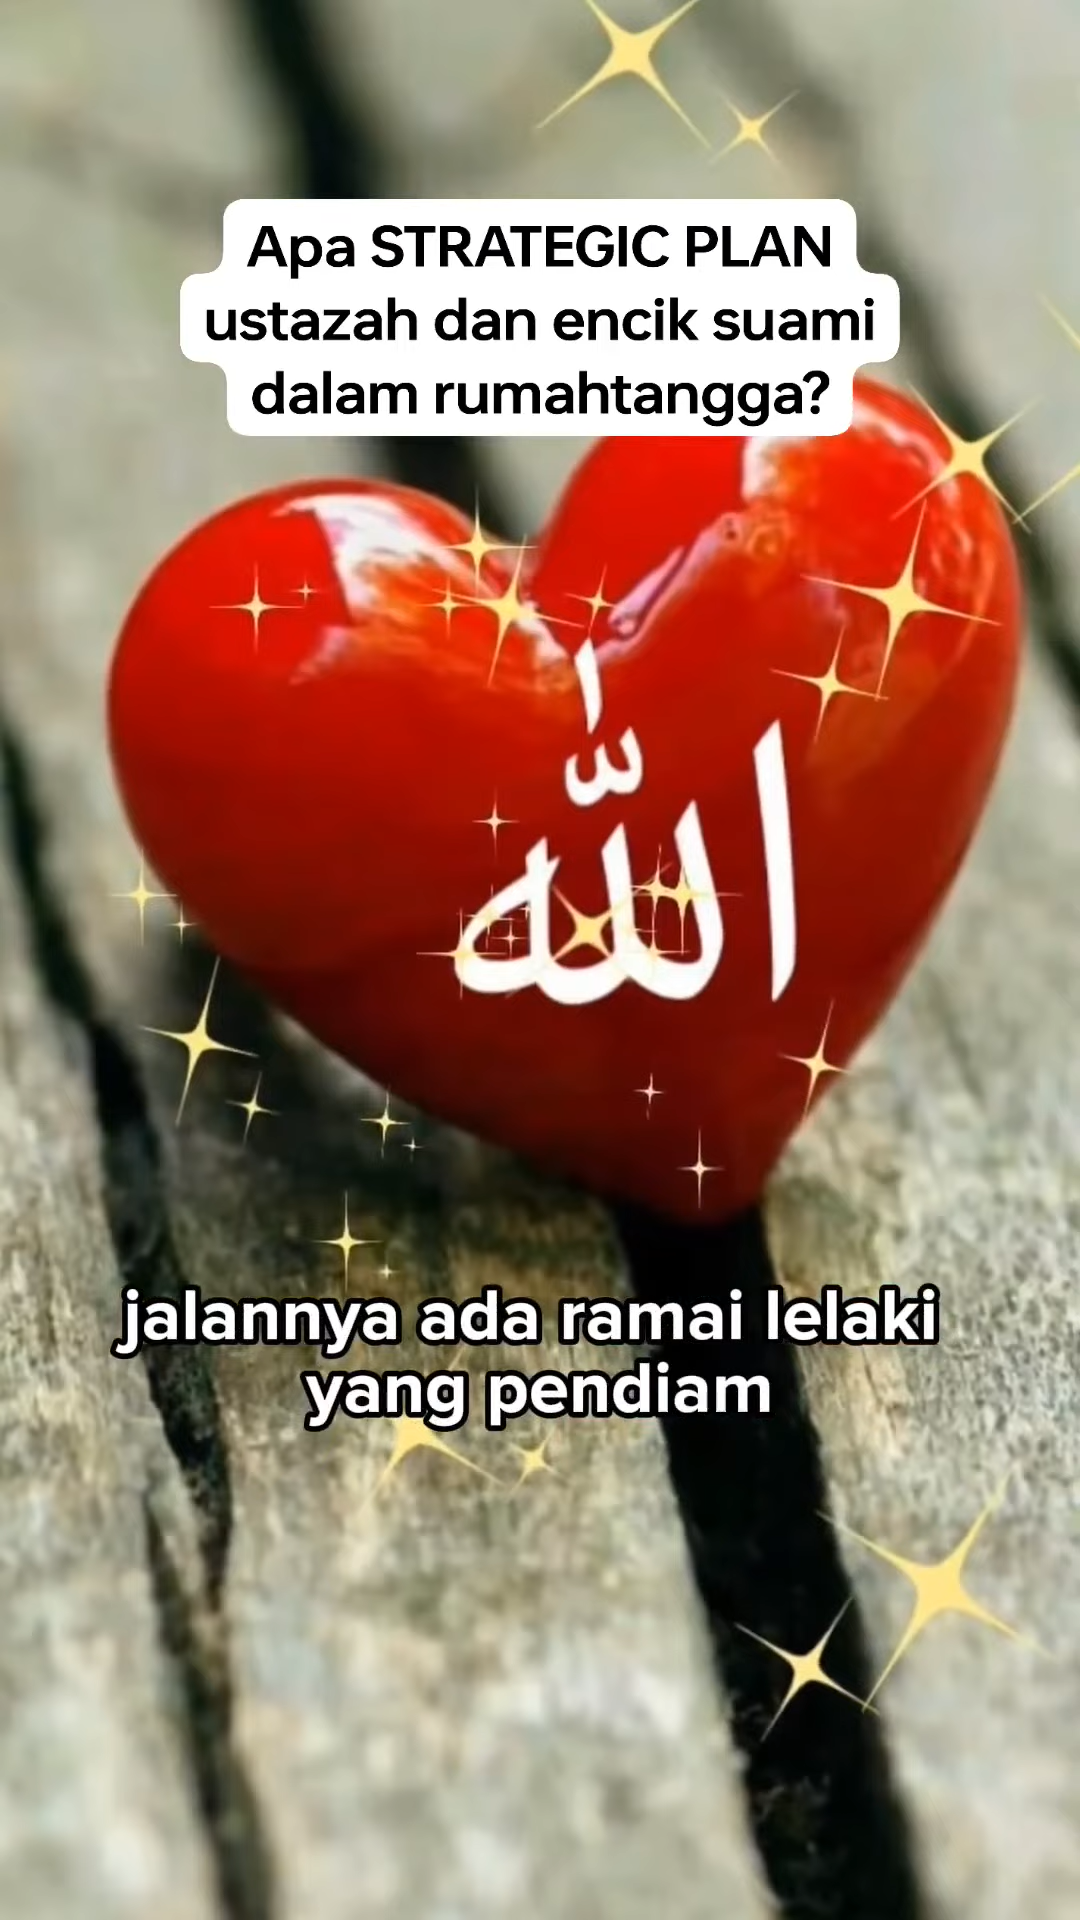 Apa STRATEGIC PLAN
ustazah dan encik suami
dalam rumahtangga?
الله
jalannya ada ramai lelaki
yang pendiam